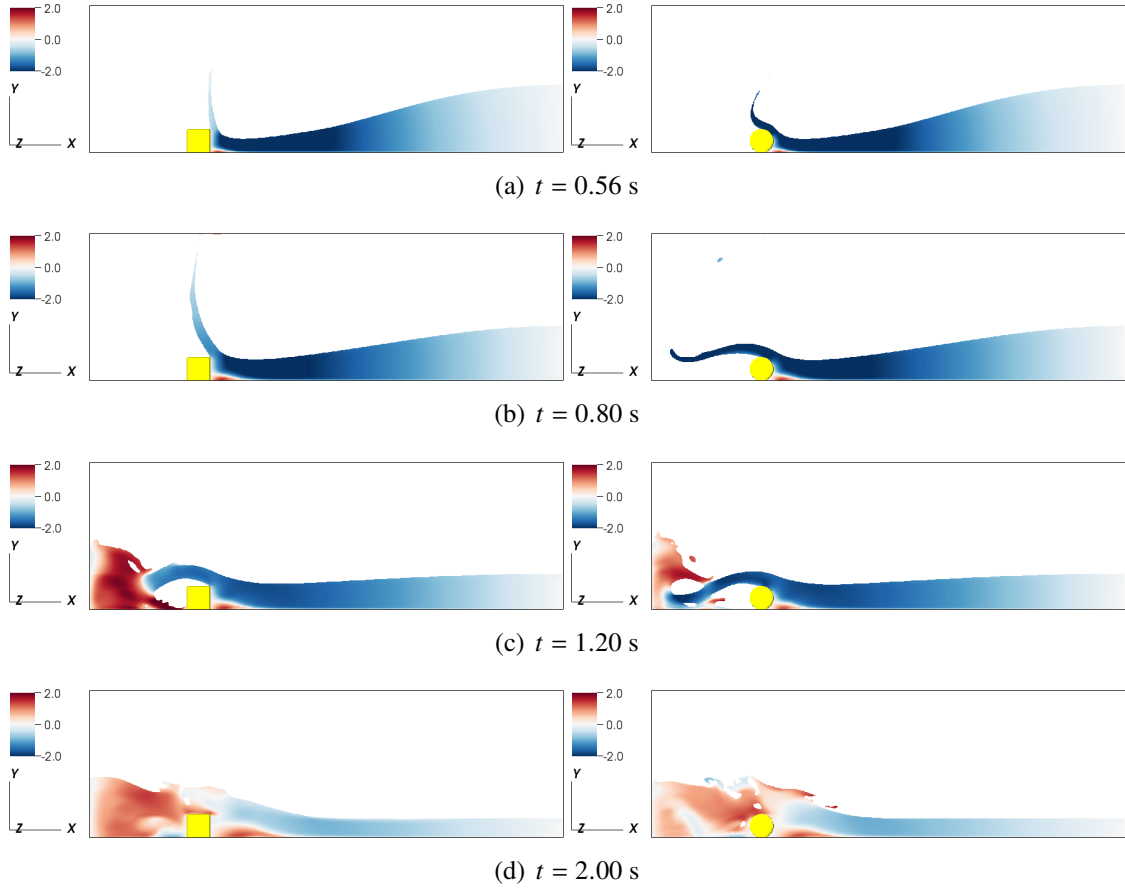 2.0 2.0
0.0 0.0
-2.0 -2.0
Y Y
Z X Z X
(a) t = 0.56 s
2.0 2.0
0.0 0.0
-2.0 -2.0
Y Y
Z X Z X
(b) t = 0.80 s
2.0 2.0
0.0 0.0
-2.0 -2.0
Y Y
Z X Z X
(c) t = 1.20 s
2.0 2.0
0.0 0.0
-2.0 -2.0
Y Y
Z X Z X
(d) t = 2.00 s